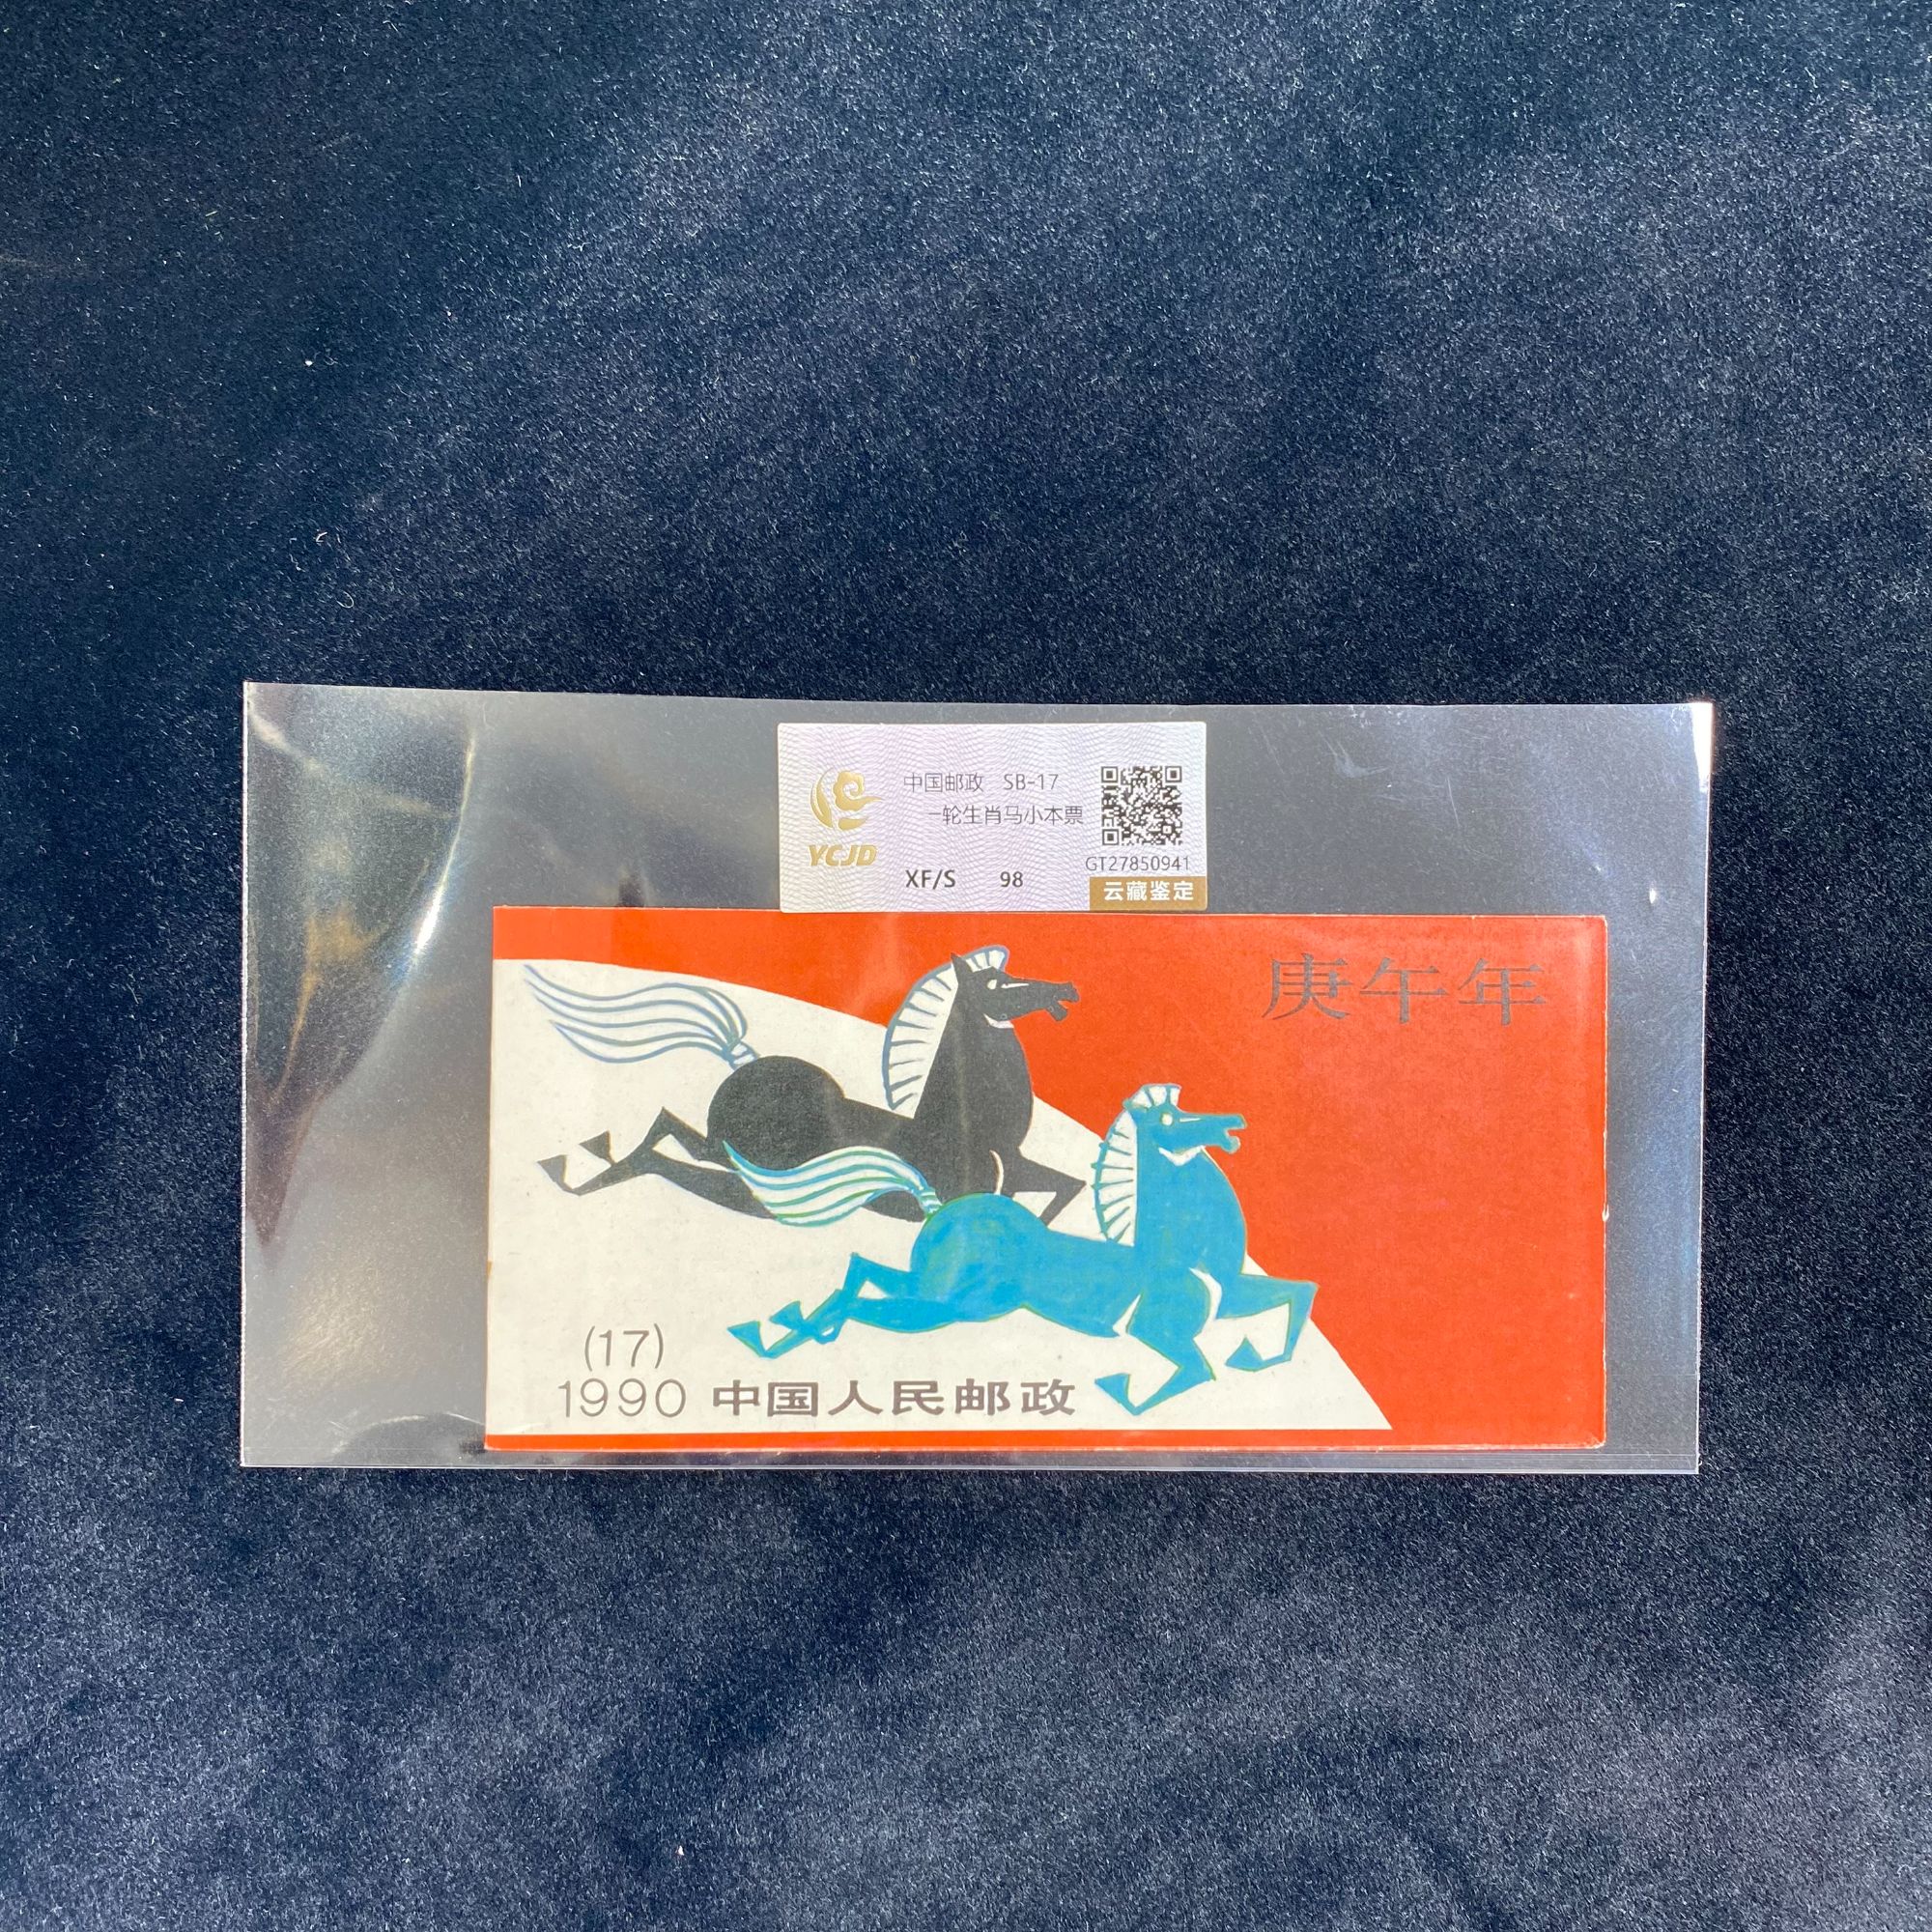 中国邮政 SB-17
一轮生肖马小本票
YCJD
GT27850941
XF/S 98
云藏鉴定
庚午年
(17)
1990 中国人民邮政